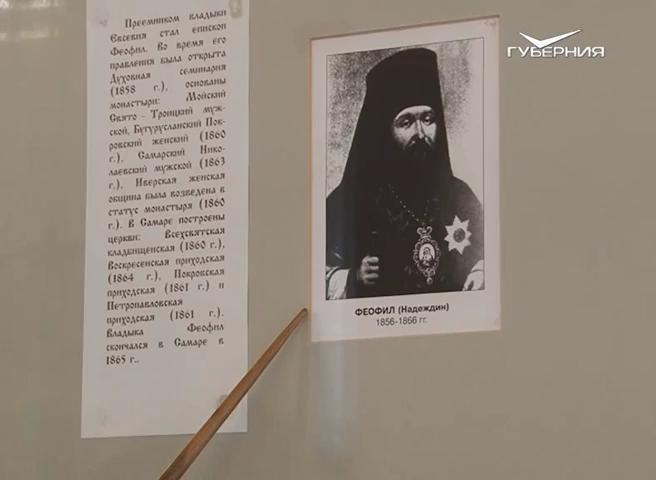 Преемником владыки
Евсевия стал епископ
Феофил. Во время его
правления была открыта
Духовная семинария
(1858 г.), основаны
монастыри: Мойский
Свято - Троицкий муж-
ской, Бугурусланский Пок-
ровский женский (1860
г.), Самарский Нико-
лаевский мужской (1863
г.), Иверская женская
община была возведена в
статус монастыря (1860
г.). В Самаре построены
церкви: Всехсвятская
кладбищенская (1860 г.),
Воскресенская приходская
(1864 г.), Покровская
приходская (1861 г.) и
Петропавловская
приходская (1861 г.).
Владыка Феофил
скончался в Самаре в
1865 г..
ГУБЕРНИЯ
ФЕОФИЛ (Надеждин)
1856-1866 гг.